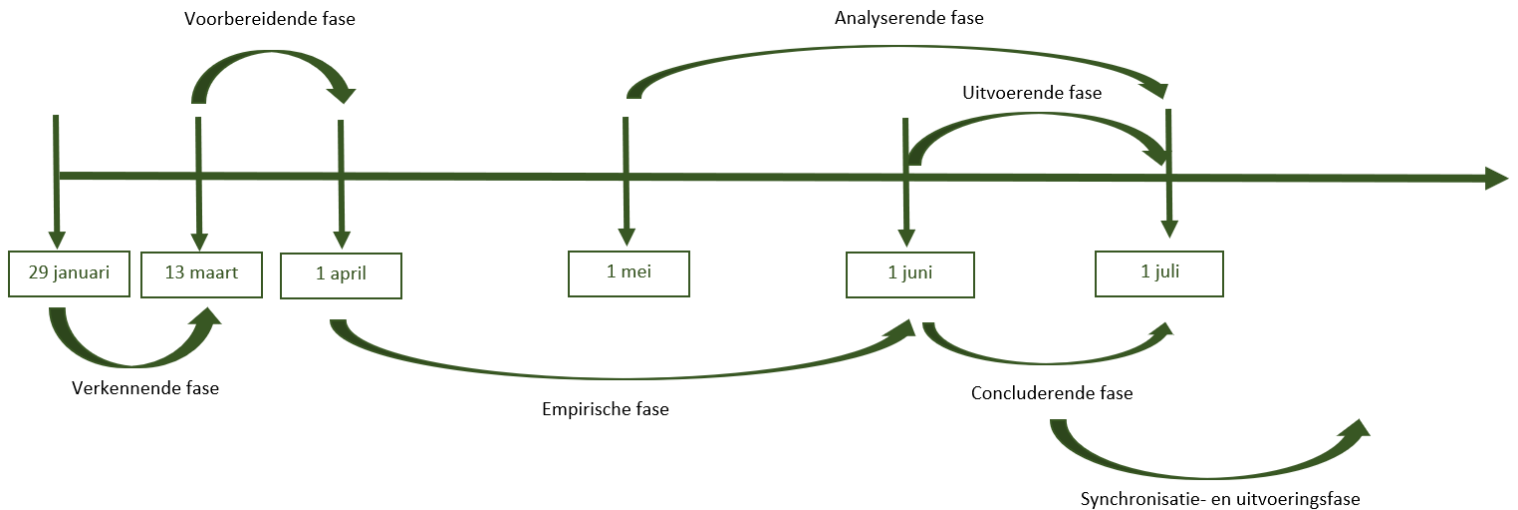 Voorbereidende fase
Analyserende fase
Uitvoerende fase
29 januari
13 maart
1 april
1 mei
1 juni
1 juli
Verkennende fase
Empirische fase
Concluderende fase
Synchronisatie- en uitvoeringsfase